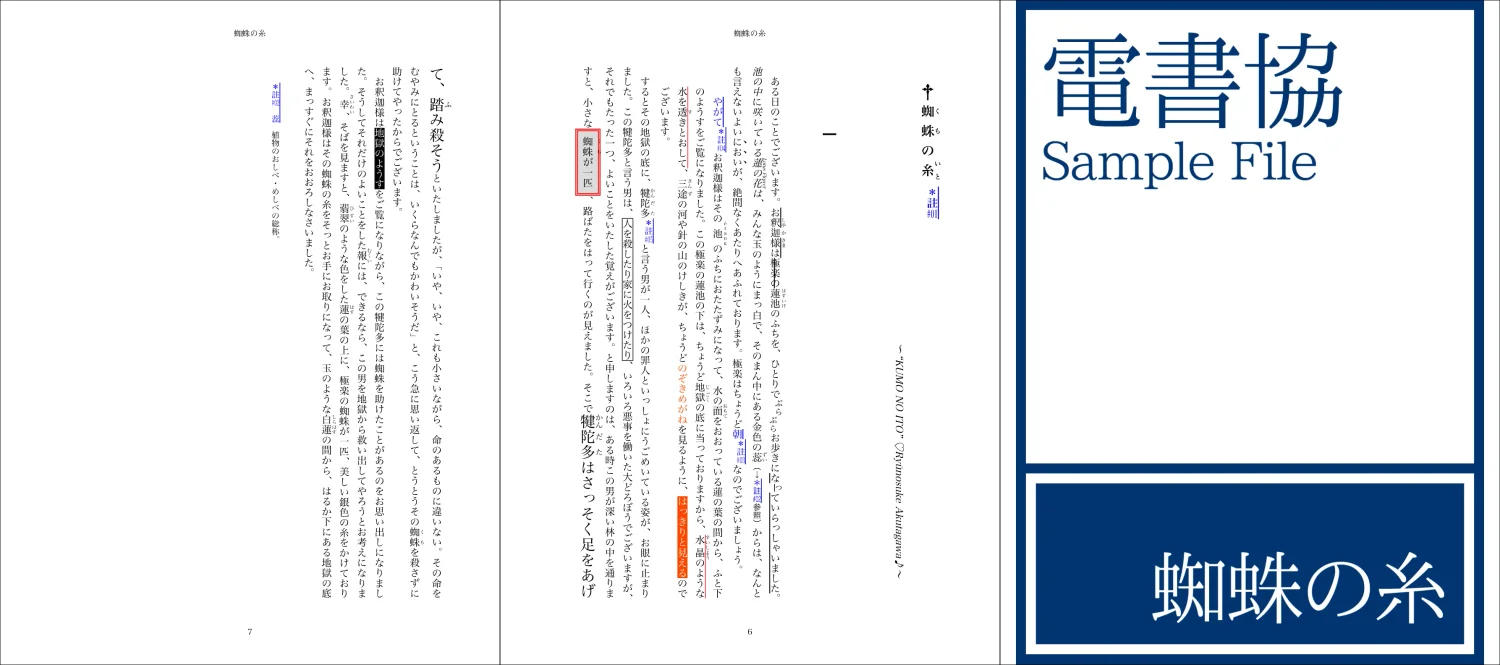 電書協
Sample File
蜘蛛の糸
蜘蛛の糸
✝蜘蛛の糸 *註#01
〜“KUMO NO ITO” ♡Ryunosuke Akutagawa♪〜
一
ある日のことでございます。お釈迦様は極楽の蓮池のふちを、ひとりでぶらぶらお歩きになっていらっしゃいました。
池の中に咲いている蓮の花は、みんな玉のようにまっ白で、そのまん中にある金色の蕊(→*註#02参照)からは、なんと
も言えないよいにおいが、絶間なくあたりへあふれております。極楽はちょうど朝*註#03なのでございましょう。
やがて*註#04お釈迦様はその池のふちにおたたずみになって、水の面をおおっている蓮の葉の間から、ふと下
のようすをご覧になりました。この極楽の蓮池の下は、ちょうど地獄の底に当っておりますから、水晶のような
水を透きとおして、三途の河や針の山のけしきが、ちょうどのぞきめがねを見るように、はっきりと見えるので
ございます。
するとその地獄の底に、犍陀多*註#05と言う男が一人、ほかの罪人といっしょにうごめいている姿が、お眼に止まり
ました。この犍陀多と言う男は、人を殺したり家に火をつけたり、いろいろ悪事を働いた大どろぼうでございますが、
それでもたった一つ、よいことをいたした覚えがございます。と申しますのは、ある時この男が深い林の中を通りま
すと、小さな蜘蛛が一匹、路ばたをはって行くのが見えました。そこで犍陀多はさっそく足をあげ
6
蜘蛛の糸
て、踏み殺そうといたしましたが、「いや、いや、これも小さいながら、命のあるものに違いない。その命を
むやみにとるということは、いくらなんでもかわいそうだ」と、こう急に思い返して、とうとうその蜘蛛を殺さずに
助けてやったからでございます。
お釈迦様は地獄のようすをご覧になりながら、この犍陀多には蜘蛛を助けたことがあるのをお思い出しになりまし
た。そうしてそれだけのよいことをした報には、できるなら、この男を地獄から救い出してやろうとお考えになりま
した。幸、そばを見ますと、翡翠のような色をした蓮の葉の上に、極楽の蜘蛛が一匹、美しい銀色の糸をかけており
ます。お釈迦様はその蜘蛛の糸をそっとお手にお取りになって、玉のような白蓮の間から、はるか下にある地獄の底
へ、まっすぐにそれをおおろしなさいました。
*註#02 蕊 植物のおしべ・めしべの総称。
7